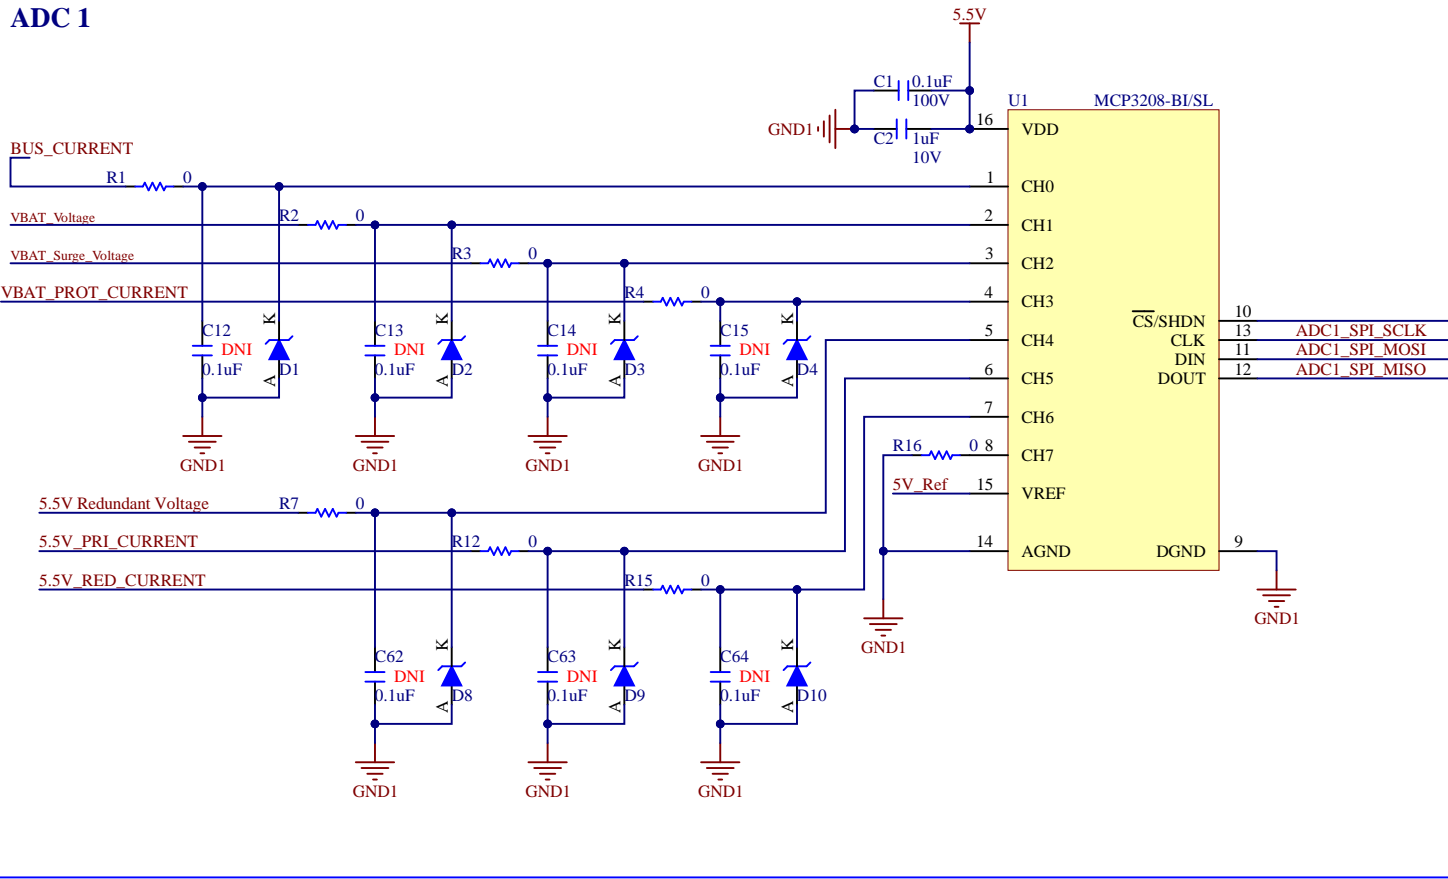 ADC 1
5.5V
C1 0.1uF
100V
U1 MCP3208-BI/SL
GND1
C2 1uF
10V
16 VDD
BUS_CURRENT
R1 0
1 CH0
VBAT_Voltage
R2 0
2 CH1
VBAT_Surge_Voltage
R3 0
3 CH2
VBAT_PROT_CURRENT
R4 0
4 CH3
5 CH4
6 CH5
7 CH6
R16 0 8 CH7
5V_Ref 15 VREF
14 AGND
DGND 9
GND1
GND1
CS/SHDN 10
CLK 13 ADC1_SPI_SCLK
DIN 11 ADC1_SPI_MOSI
DOUT 12 ADC1_SPI_MISO
C12 K
DNI
0.1uF A D1
GND1
C13 K
DNI
0.1uF A D2
GND1
C14 K
DNI
0.1uF A D3
GND1
C15 K
DNI
0.1uF A D4
GND1
5.5V Redundant Voltage R7 0
5.5V_PRI_CURRENT R12 0
5.5V_RED_CURRENT R15 0
C62 K
DNI
0.1uF A D8
GND1
C63 K
DNI
0.1uF A D9
GND1
C64 K
DNI
0.1uF A D10
GND1